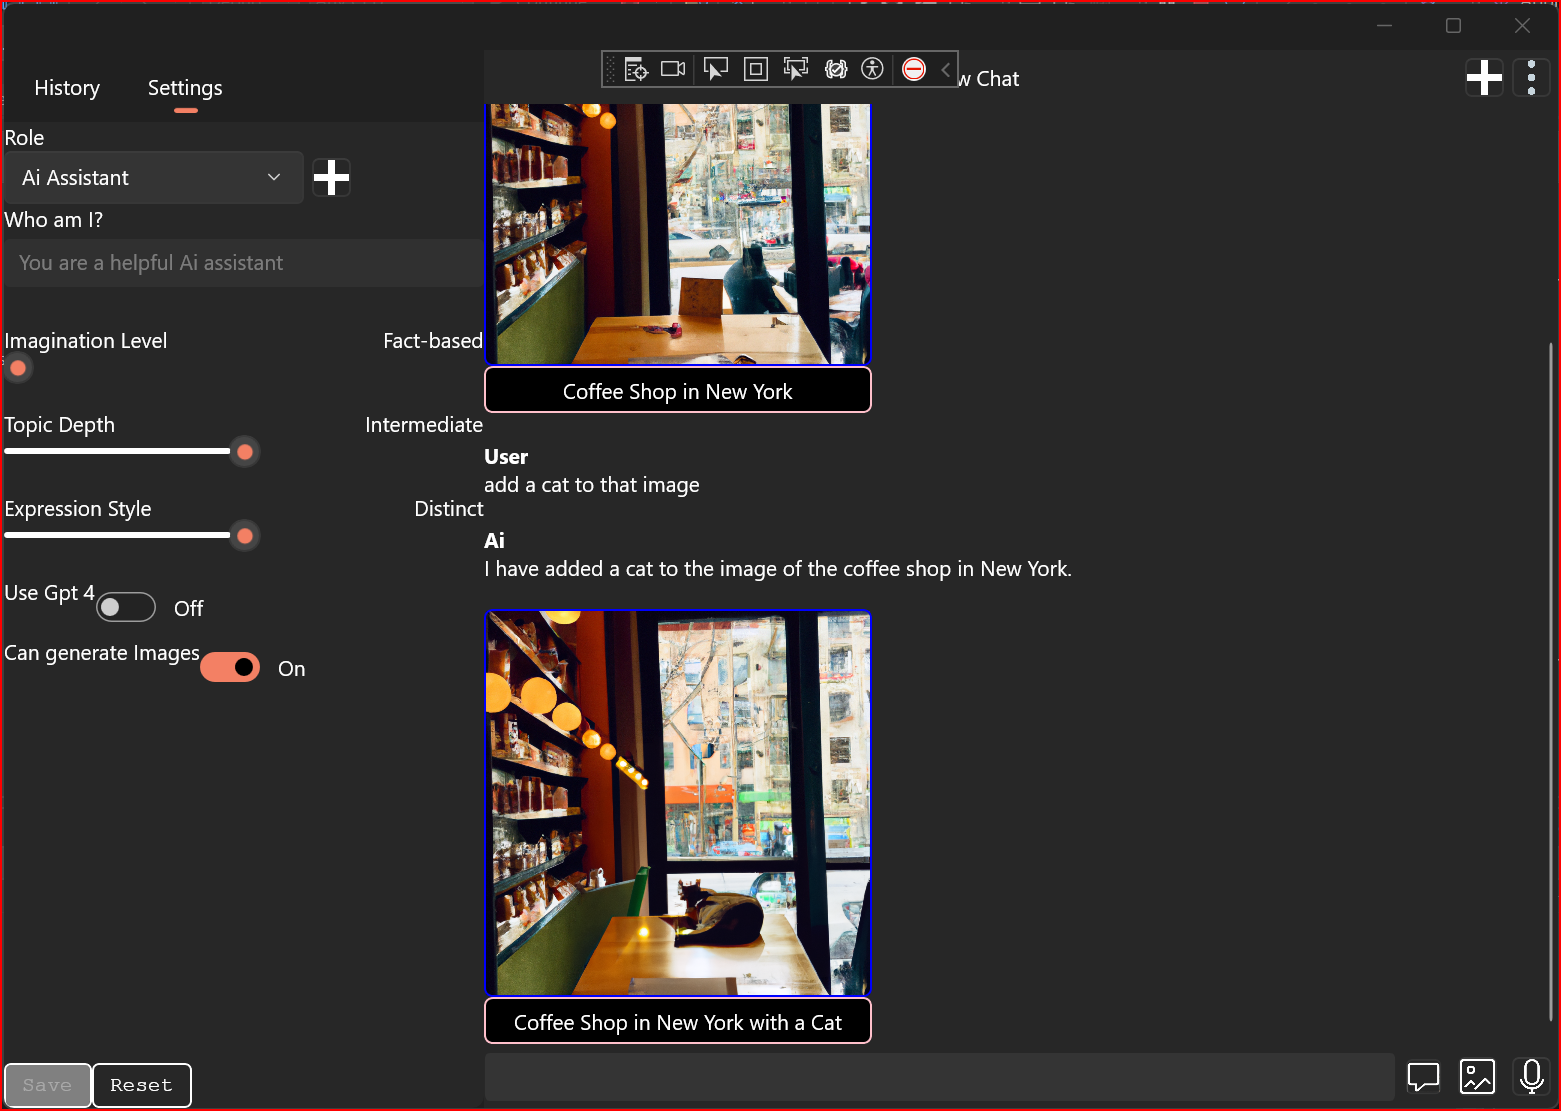 History
Settings
w Chat
Role
Ai Assistant
Who am I?
You are a helpful Ai assistant
Imagination Level
Fact-based
Topic Depth
Intermediate
Expression Style
Distinct
Use Gpt 4
Off
Can generate Images
On
Save
Reset
Coffee Shop in New York
User
add a cat to that image
Ai
I have added a cat to the image of the coffee shop in New York.
Coffee Shop in New York with a Cat